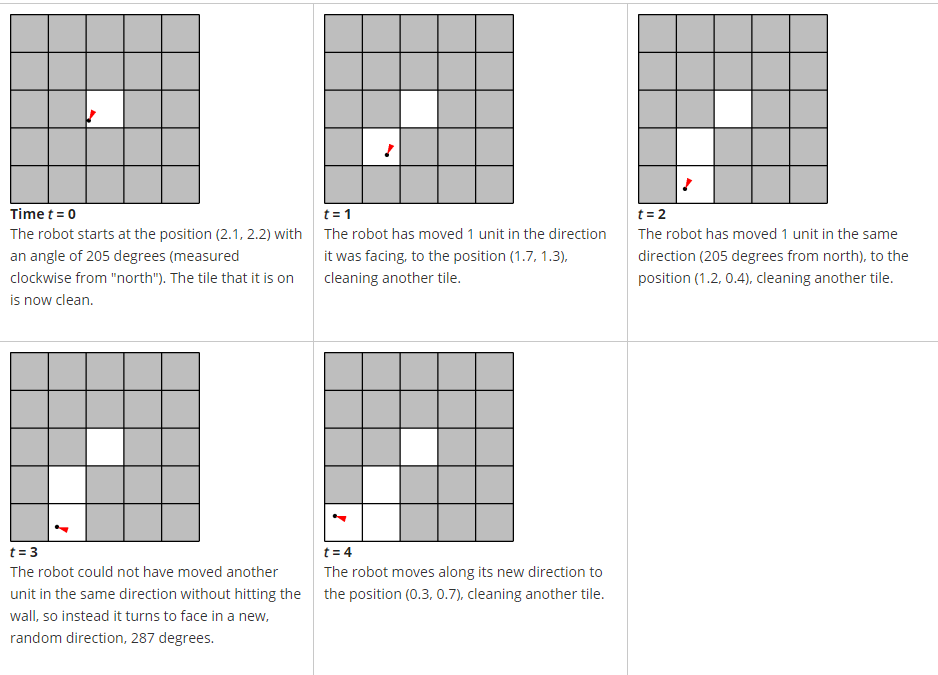 Time t = 0
The robot starts at the position (2.1, 2.2) with
an angle of 205 degrees (measured
clockwise from "north"). The tile that it is on
is now clean.
t = 1
The robot has moved 1 unit in the direction
it was facing, to the position (1.7, 1.3),
cleaning another tile.
t = 2
The robot has moved 1 unit in the same
direction (205 degrees from north), to the
position (1.2, 0.4), cleaning another tile.
t = 3
The robot could not have moved another
unit in the same direction without hitting the
wall, so instead it turns to face in a new,
random direction, 287 degrees.
t = 4
The robot moves along its new direction to
the position (0.3, 0.7), cleaning another tile.